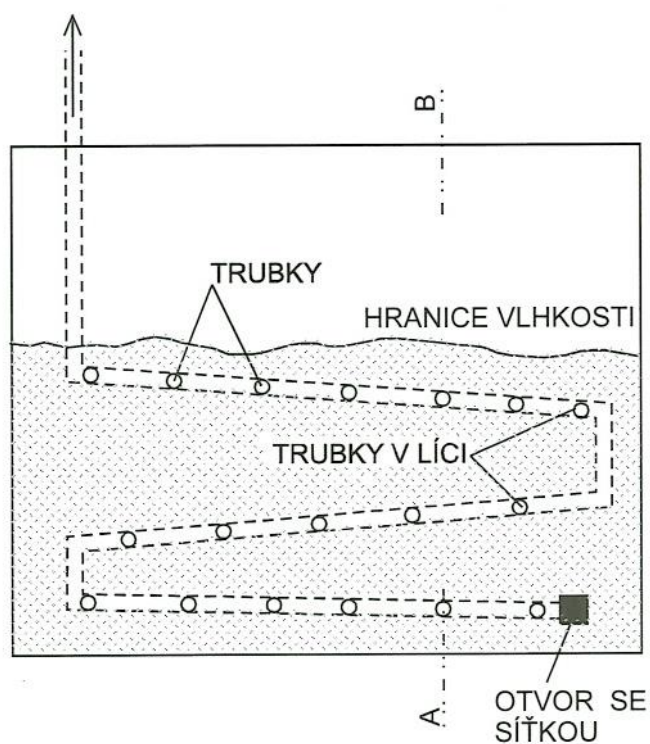 B
TRUBKY
HRANICE VLHKOSTI
TRUBKY V LÍCI
A
OTVOR SE
SÍŤKOU